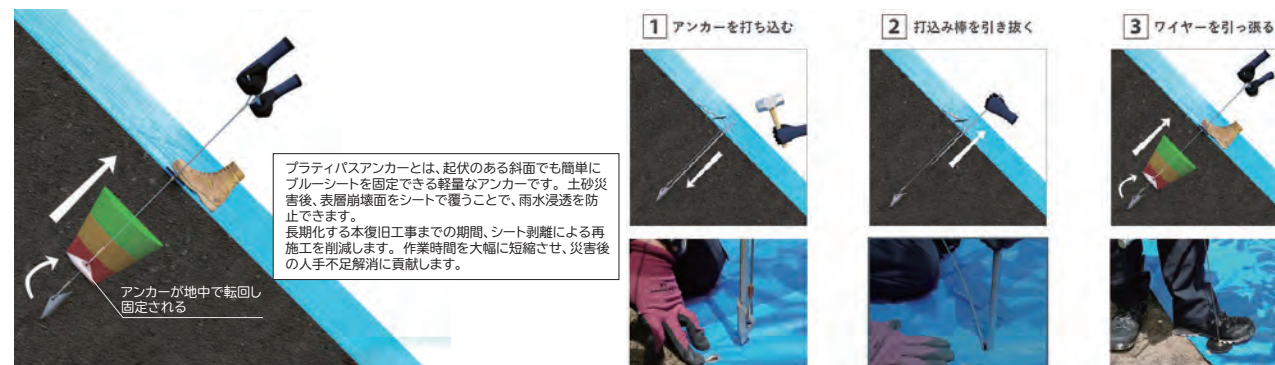 プラティパスアンカーとは、起伏のある斜面でも簡単に
ブルーシートを固定できる軽量なアンカーです。土砂災
害後、表層崩壊面をシートで覆うことで、雨水浸透を防
止できます。
長期化する本復旧工事までの期間、シート剥離による再
施工を削減します。作業時間を大幅に短縮させ、災害後
の人手不足解消に貢献します。
アンカーが地中で転回し
固定される
1 アンカーを打ち込む
2 打込み棒を引き抜く
3 ワイヤーを引っ張る